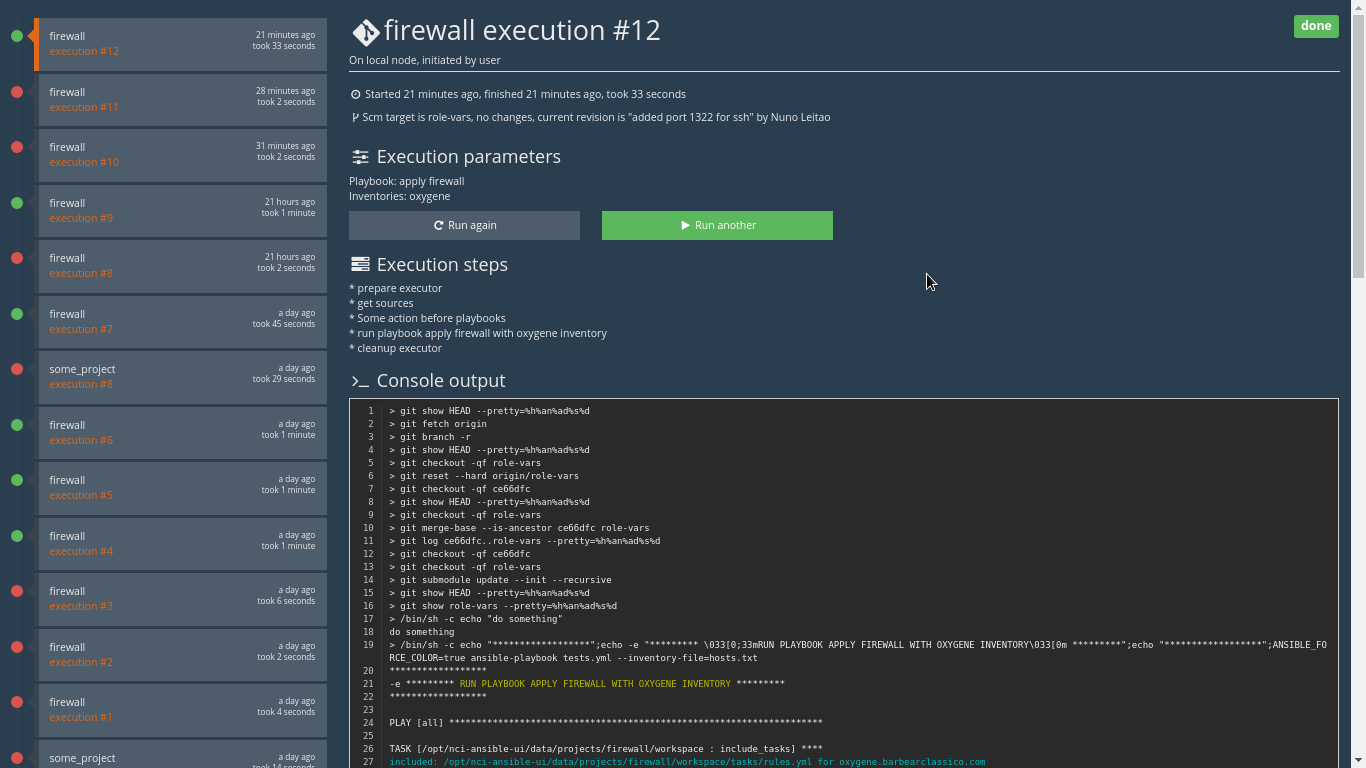 firewall
execution #12
21 minutes ago
took 33 seconds
firewall
execution #11
28 minutes ago
took 2 seconds
firewall
execution #10
31 minutes ago
took 2 seconds
firewall
execution #9
21 hours ago
took 1 minute
firewall
execution #8
21 hours ago
took 2 seconds
firewall
execution #7
a day ago
took 45 seconds
some_project
execution #8
a day ago
took 29 seconds
firewall
execution #6
a day ago
took 1 minute
firewall
execution #5
a day ago
took 1 minute
firewall
execution #4
a day ago
took 1 minute
firewall
execution #3
a day ago
took 6 seconds
firewall
execution #2
a day ago
took 2 seconds
firewall
execution #1
a day ago
took 4 seconds
some_project
a day ago
took 14 seconds
firewall execution #12
done
On local node, initiated by user
Started 21 minutes ago, finished 21 minutes ago, took 33 seconds
Scm target is role-vars, no changes, current revision is "added port 1322 for ssh" by Nuno Leitao
Execution parameters
Playbook: apply firewall
Inventories: oxygene
Run again
Run another
Execution steps
* prepare executor
* get sources
* Some action before playbooks
* run playbook apply firewall with oxygene inventory
* cleanup executor
Console output
1 > git show HEAD --pretty=%h%an%ad%s%d
2 > git fetch origin
3 > git branch -r
4 > git show HEAD --pretty=%h%an%ad%s%d
5 > git checkout -qf role-vars
6 > git reset --hard origin/role-vars
7 > git checkout -qf ce66dfc
8 > git show HEAD --pretty=%h%an%ad%s%d
9 > git checkout -qf role-vars
10 > git merge-base --is-ancestor ce66dfc role-vars
11 > git log ce66dfc..role-vars --pretty=%h%an%ad%s%d
12 > git checkout -qf ce66dfc
13 > git checkout -qf role-vars
14 > git submodule update --init --recursive
15 > git show HEAD --pretty=%h%an%ad%s%d
16 > git show role-vars --pretty=%h%an%ad%s%d
17 > /bin/sh -c echo "do something"
18 do something
19 > /bin/sh -c echo "******************";echo -e "********* \033[0;33mRUN PLAYBOOK APPLY FIREWALL WITH OXYGENE INVENTORY\033[0m *********";echo "******************";ANSIBLE_FO
RCE_COLOR=true ansible-playbook tests.yml --inventory-file=hosts.txt
20 ******************
21 -e ********* RUN PLAYBOOK APPLY FIREWALL WITH OXYGENE INVENTORY *********
22 ******************
23
24 PLAY [all] *********************************************************************
25
26 TASK [/opt/nci-ansible-ui/data/projects/firewall/workspace : include_tasks] ****
27 included: /opt/nci-ansible-ui/data/projects/firewall/workspace/tasks/rules.yml for oxygene.barbearclassico.com